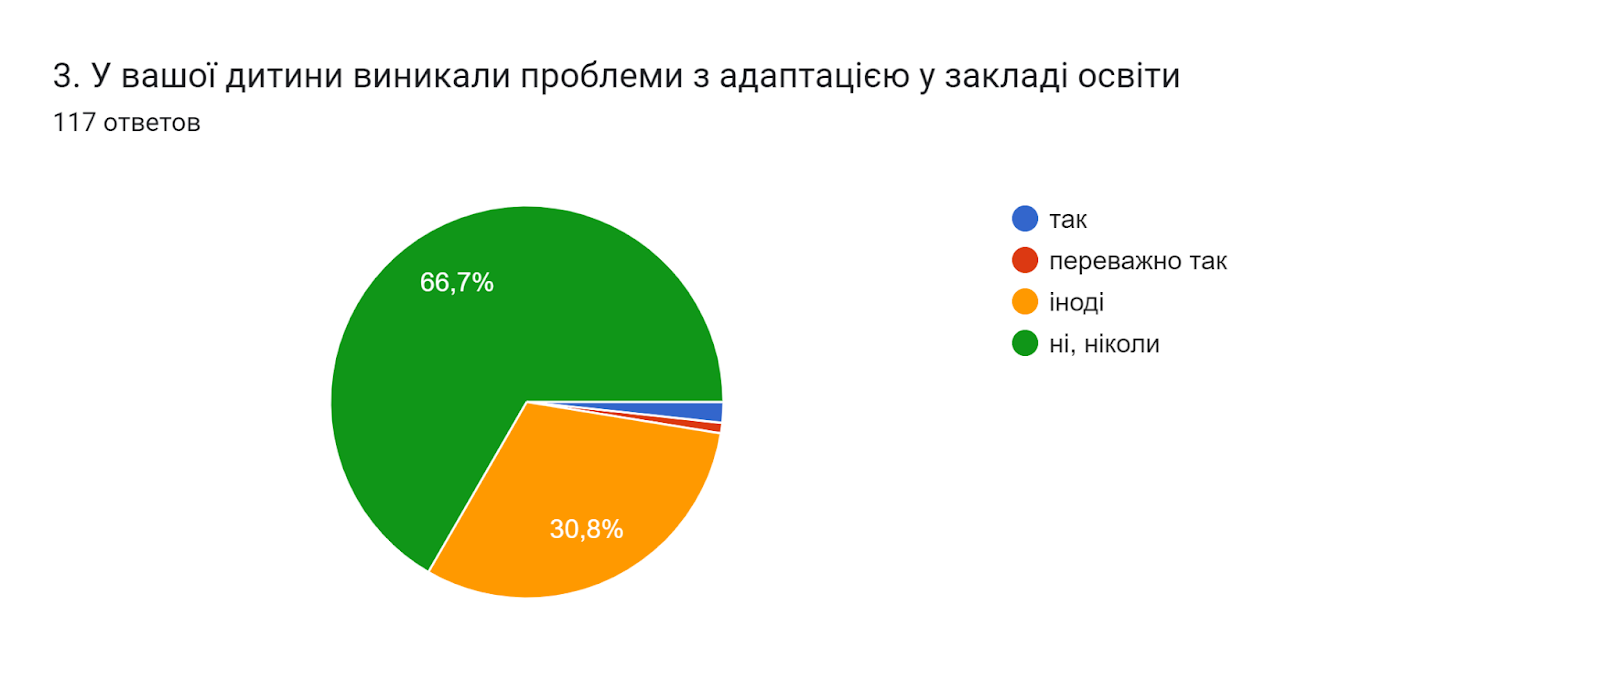 3. У вашої дитини виникали проблеми з адаптацією у закладі освіти
117 ответов
так
переважно так
іноді
ні, ніколи
66,7%
30,8%